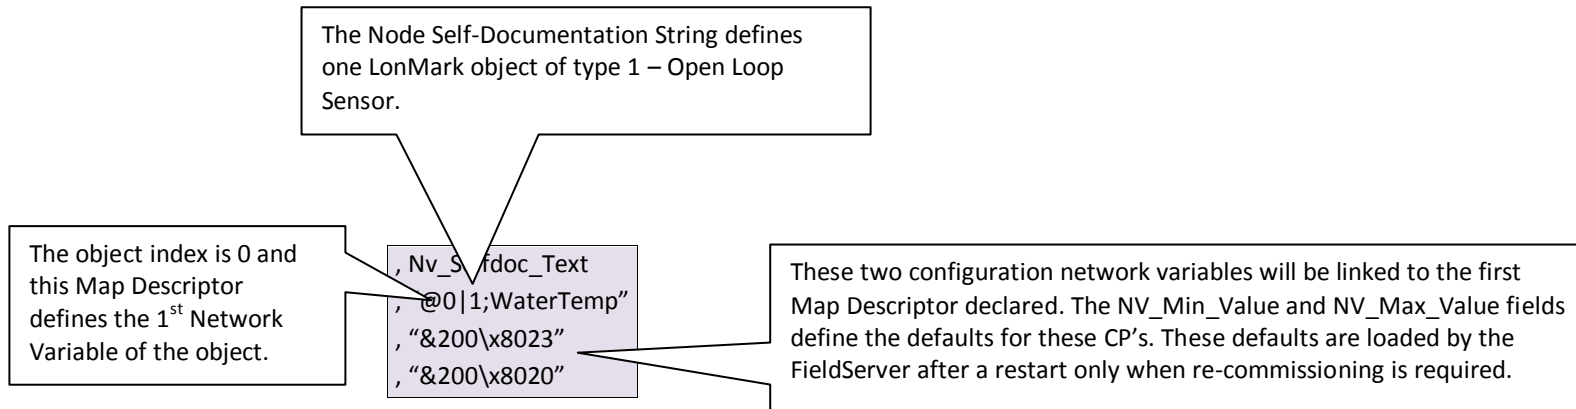 The Node Self-Documentation String defines
one LonMark object of type 1 – Open Loop
Sensor.
The object index is 0 and
this Map Descriptor
defines the 1st Network
Variable of the object.
, Nv_S fdoc_Text
, @0|1;WaterTemp”
, “&200\x8023”
, “&200\x8020”
These two configuration network variables will be linked to the first
Map Descriptor declared. The NV_Min_Value and NV_Max_Value fields
define the defaults for these CP’s. These defaults are loaded by the
FieldServer after a restart only when re-commissioning is required.